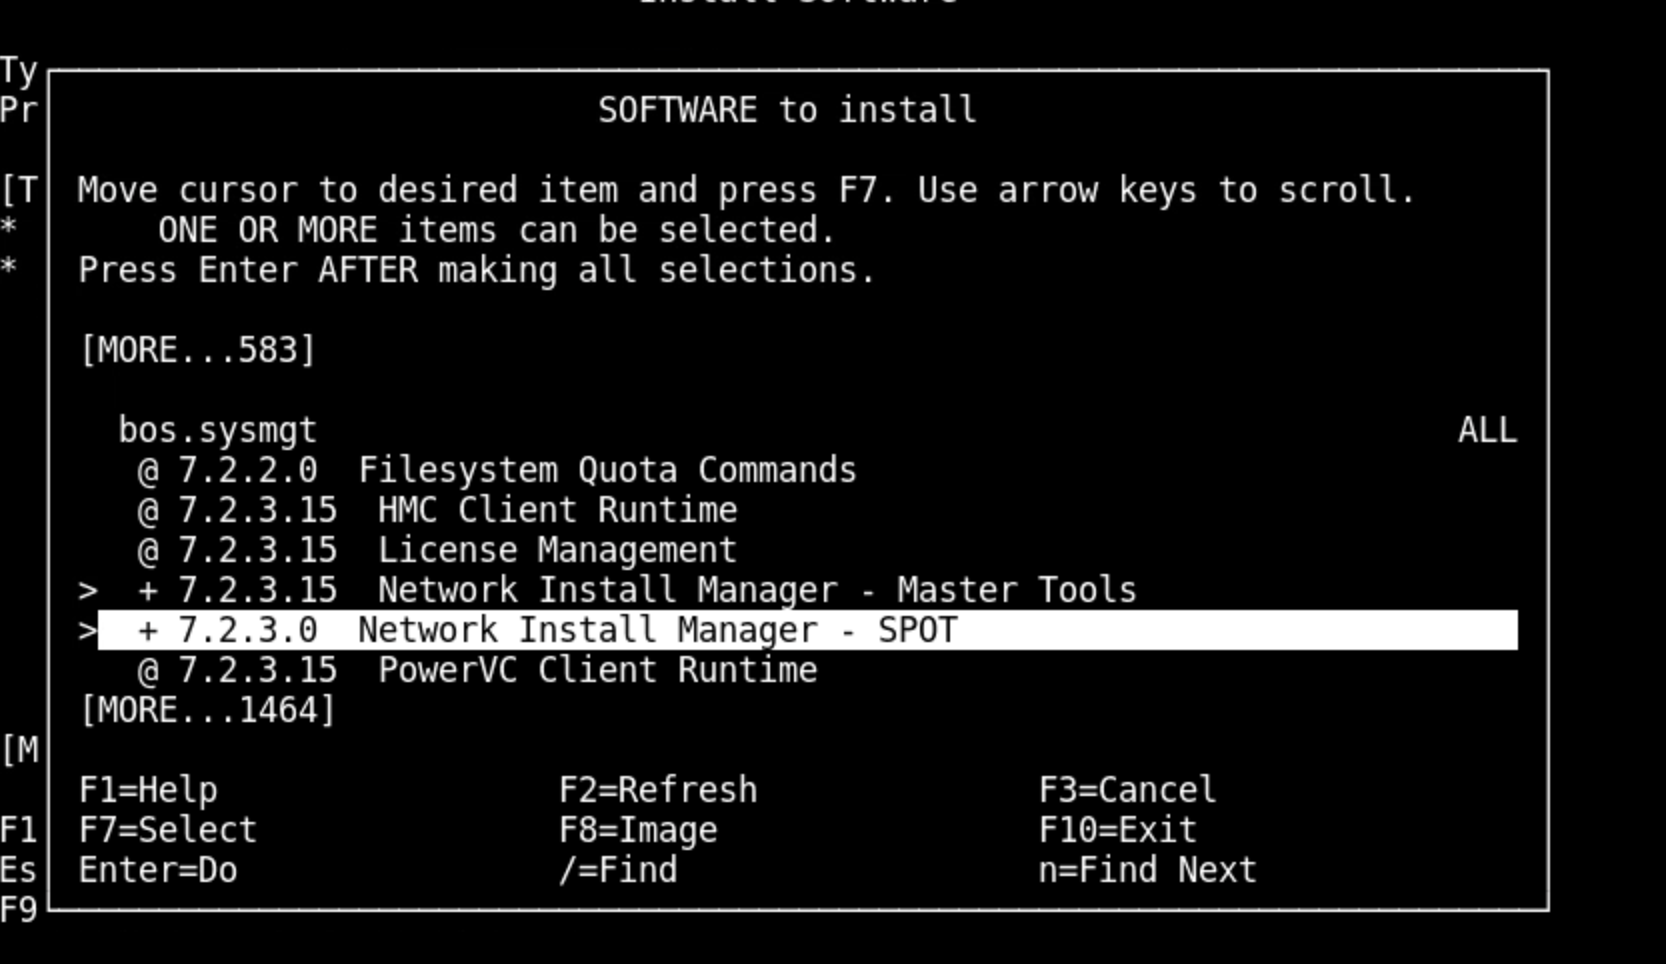 Install Software
Ty
Pr
SOFTWARE to install
[T
Move cursor to desired item and press F7. Use arrow keys to scroll.
*
ONE OR MORE items can be selected.
*
Press Enter AFTER making all selections.
[MORE...583]
bos.sysmgt ALL
@ 7.2.2.0 Filesystem Quota Commands
@ 7.2.3.15 HMC Client Runtime
@ 7.2.3.15 License Management
> + 7.2.3.15 Network Install Manager - Master Tools
> + 7.2.3.0 Network Install Manager - SPOT
@ 7.2.3.15 PowerVC Client Runtime
[MORE...1464]
[M
F1=Help F2=Refresh F3=Cancel
F1
F7=Select F8=Image F10=Exit
Es
Enter=Do /=Find n=Find Next
F9